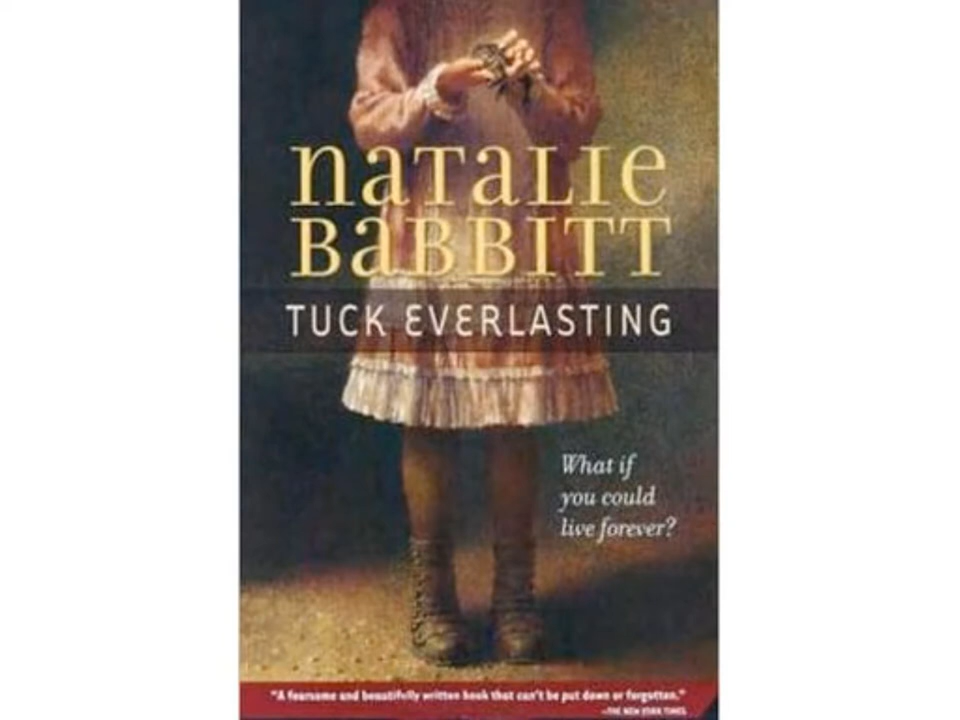 NATALIE
BABBITT
TUCK EVERLASTING
What if
you could
live forever?
"A fearsome and beautifully written book that can't be put down or forgotten."
—THE NEW YORK TIMES